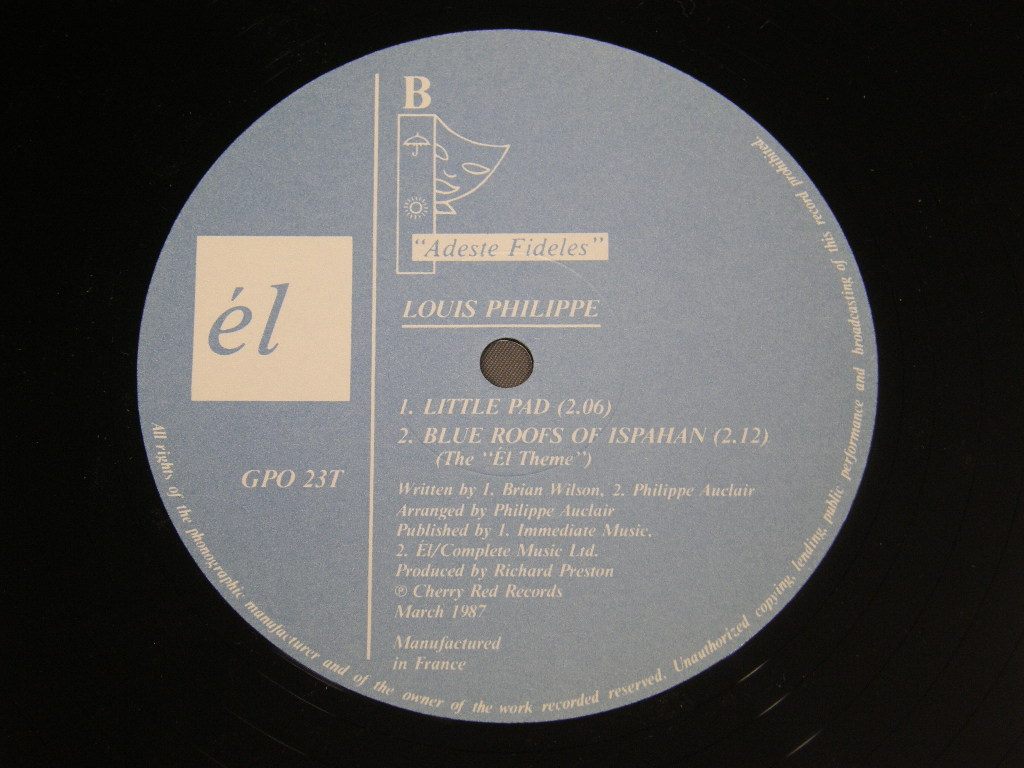 B
"Adeste Fideles"
él
LOUIS PHILIPPE
1. LITTLE PAD (2.06)
2. BLUE ROOFS OF ISPAHAN (2.12)
(The "Él Theme")
GPO 23T
Written by 1. Brian Wilson, 2. Philippe Auclair
Arranged by Philippe Auclair
Published by 1. Immediate Music.
2. Él/Complete Music Ltd.
Produced by Richard Preston
℗ Cherry Red Records
March 1987
Manufactured
in France
All rights of the phonographic manufacturer and of the owner of the work recorded reserved. Unauthorized copying, lending, public performance and broadcasting of this record prohibited.